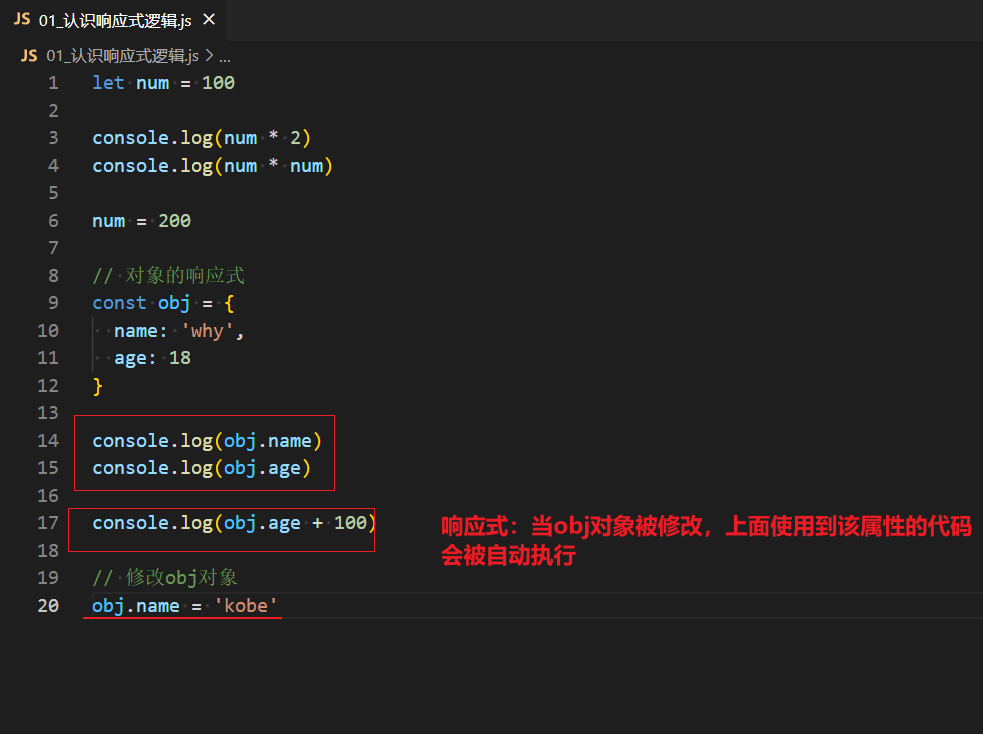 JS 01_认识响应式逻辑.js ×
JS 01_认识响应式逻辑.js > ...
1 let num = 100
2
3 console.log(num * 2)
4 console.log(num * num)
5
6 num = 200
7
8 // 对象的响应式
9 const obj = {
10 name: 'why',
11 age: 18
12 }
13
14 console.log(obj.name)
15 console.log(obj.age)
16
17 console.log(obj.age + 100)
响应式：当obj对象被修改，上面使用到该属性的代码
会被自动执行
18
19 // 修改obj对象
20 obj.name = 'kobe'